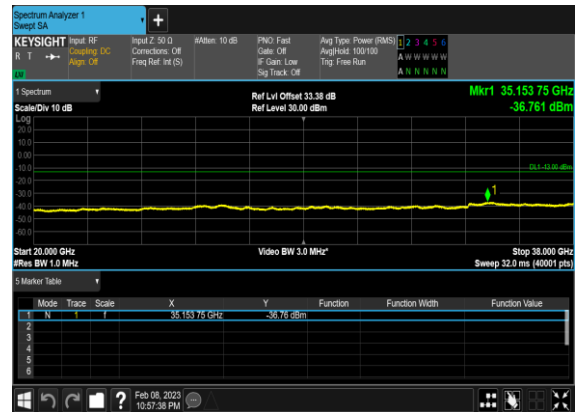 Spectrum Analyzer 1
Swept SA
+
KEYSIGHT Input: RF Input Z: 50 Ω #Atten: 10 dB PNO: Fast Avg Type: Power (RMS) 1 2 3 4 5 6
R T Coupling: DC Corrections: Off Gate: Off Avg|Hold: 100/100 A W W W W W
Align: Off Freq Ref: Int (S) IF Gain: Low Trig: Free Run
Sig Track: Off A N N N N N
1 Spectrum Ref Lvl Offset 33.38 dB Mkr1 35.153 75 GHz
Scale/Div 10 dB Ref Level 30.00 dBm -36.761 dBm
Log
20.0
10.0
0.00
-10.0
DL1 -13.00 dBm
-20.0
1
-30.0
-40.0
-50.0
-60.0
Start 20.000 GHz Video BW 3.0 MHz* Stop 38.000 GHz
#Res BW 1.0 MHz Sweep 32.0 ms (40001 pts)
5 Marker Table
Mode Trace Scale X Y Function Function Width Function Value
1 N 1 f 35.153 75 GHz -36.76 dBm
2
3
4
5
6
? Feb 08, 2023
10:57:38 PM